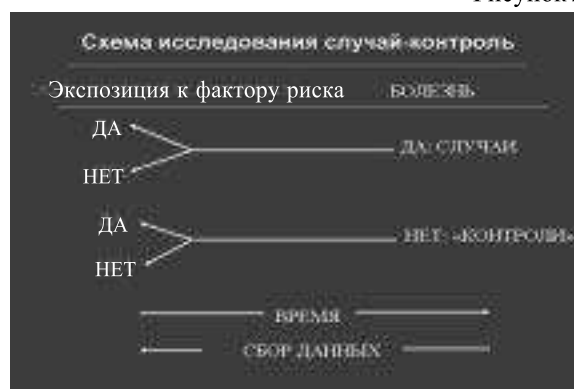 Рисунок
Схема исследования случай-контроль
Экспозиция к фактору риска БОЛЕЗНЬ
ДА
ДА: СЛУЧАИ
НЕТ
ДА
НЕТ: «КОНТРОЛИ»
НЕТ
ВРЕМЯ
СБОР ДАННЫХ